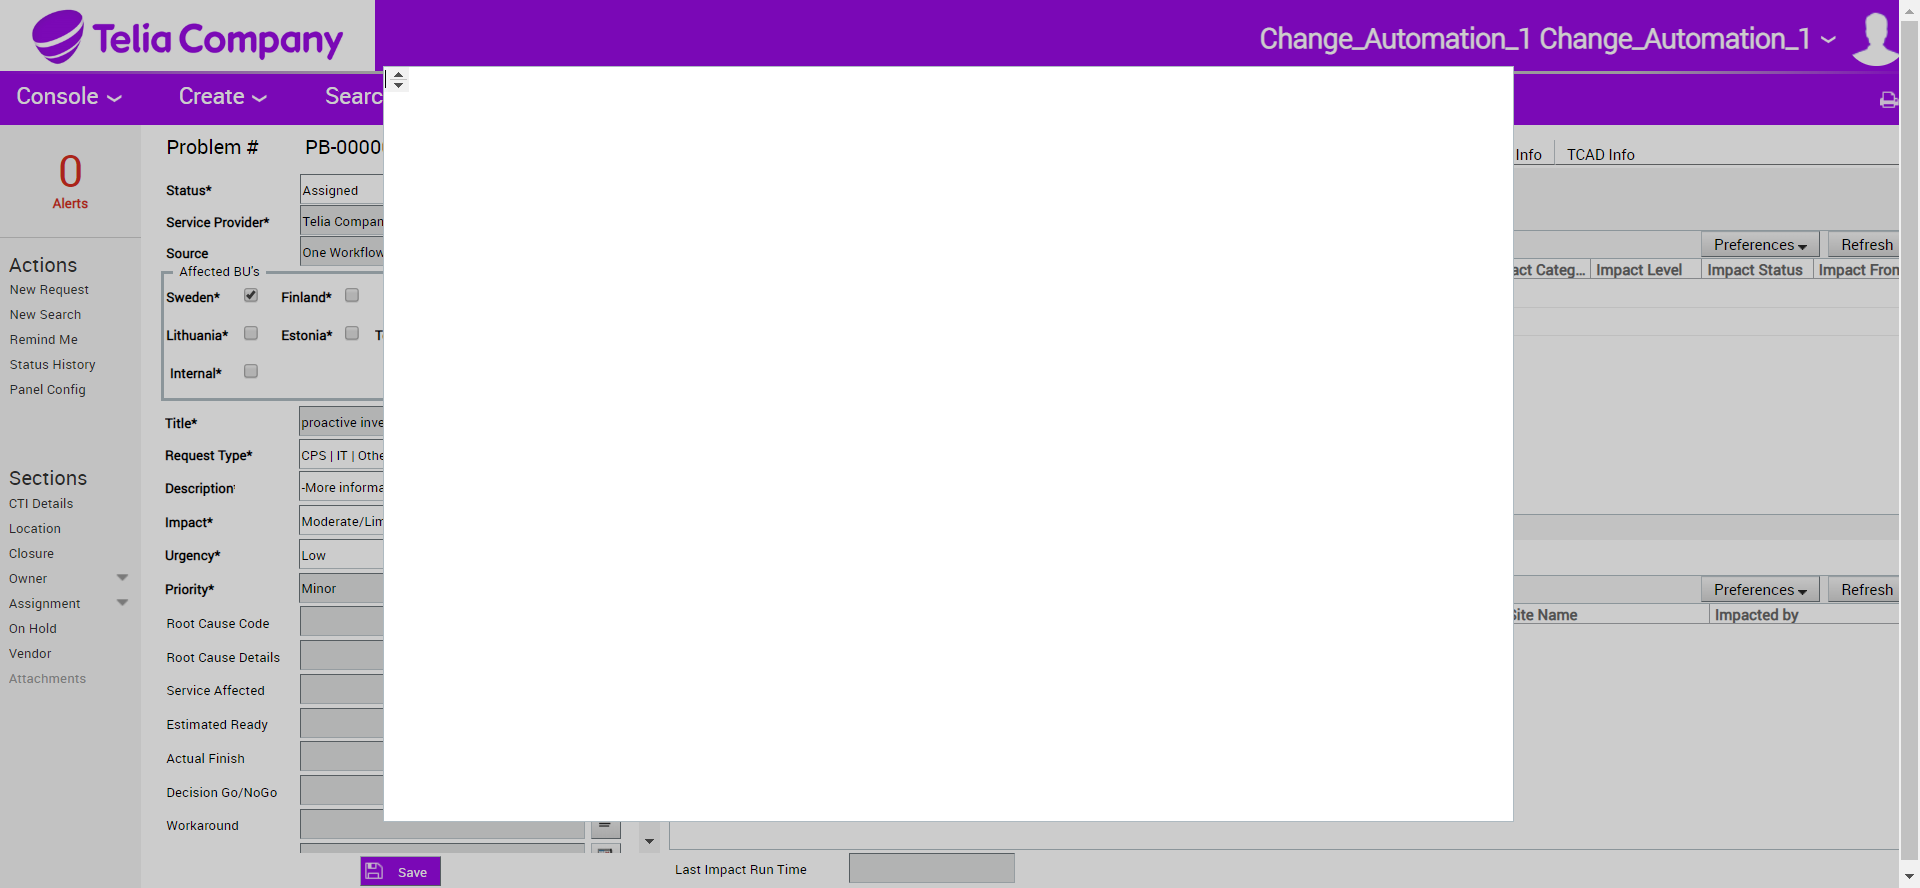 Telia Company
Change_Automation_1 Change_Automation_1
Console
Create
Searc
0
Alerts
Actions
New Request
New Search
Remind Me
Status History
Panel Config
Sections
CTI Details
Location
Closure
Owner
Assignment
On Hold
Vendor
Attachments
Problem # PB-0000
Status* Assigned
Service Provider* Telia Compan
Source One Workflow
Affected BU's
Sweden* Finland*
Lithuania* Estonia* T
Internal*
Title* proactive inve
Request Type* CPS | IT | Othe
Description -More informa
Impact* Moderate/Lim
Urgency* Low
Priority* Minor
Root Cause Code
Root Cause Details
Service Affected
Estimated Ready
Actual Finish
Decision Go/NoGo
Workaround
Save
Info TCAD Info
Preferences Refresh
act Categ... Impact Level Impact Status Impact Fron
Preferences Refresh
Site Name Impacted by
Last Impact Run Time